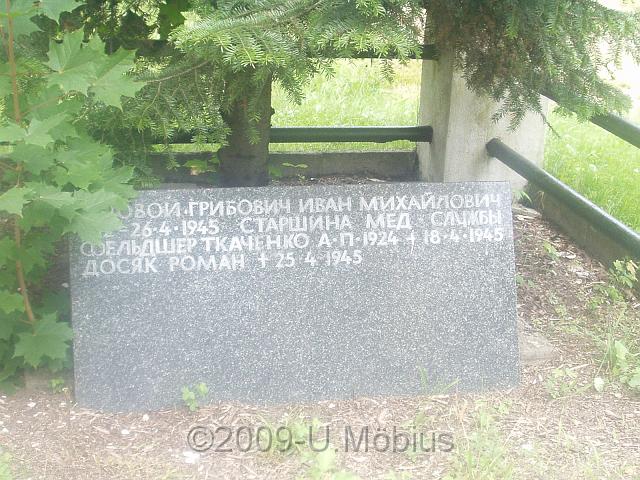 ГРИБОВИЧ ИВАН МИХАЙЛОВИЧ
26·4·1945 СТАРШИНА МЕД·СЛУЖБЫ
ФЕЛЬДШЕР ТКАЧЕНКО А·П·1924 † 18·4·1945
ДОСЯК РОМАН † 25·4·1945
©2009-U.Möbius